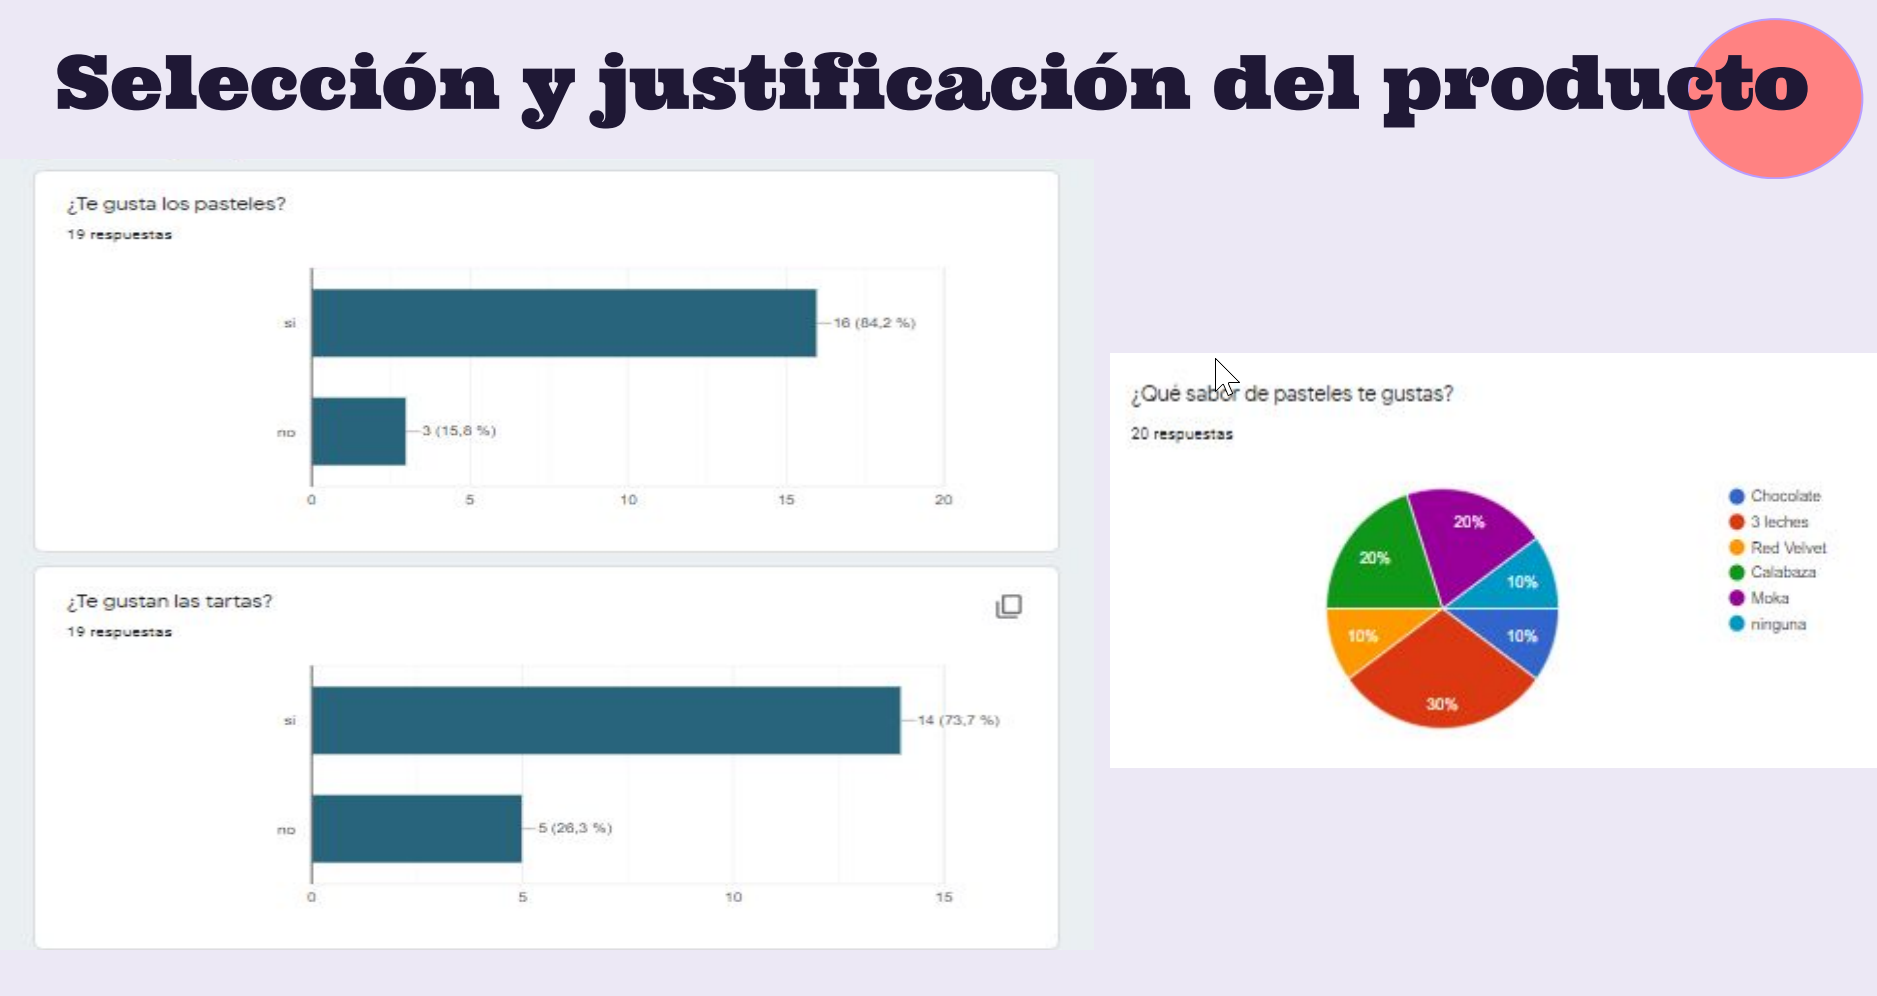 Selección y justificación del producto
¿Te gusta los pasteles?
19 respuestas
si
16 (84,2 %)
no
3 (15,8 %)
0 5 10 15 20
¿Te gustan las tartas?
19 respuestas
si
14 (73,7 %)
no
5 (26,3 %)
0 5 10 15
¿Qué sabor de pasteles te gustas?
20 respuestas
20%
20%
10%
10%
10%
30%
Chocolate
3 leches
Red Velvet
Calabaza
Moka
ninguna